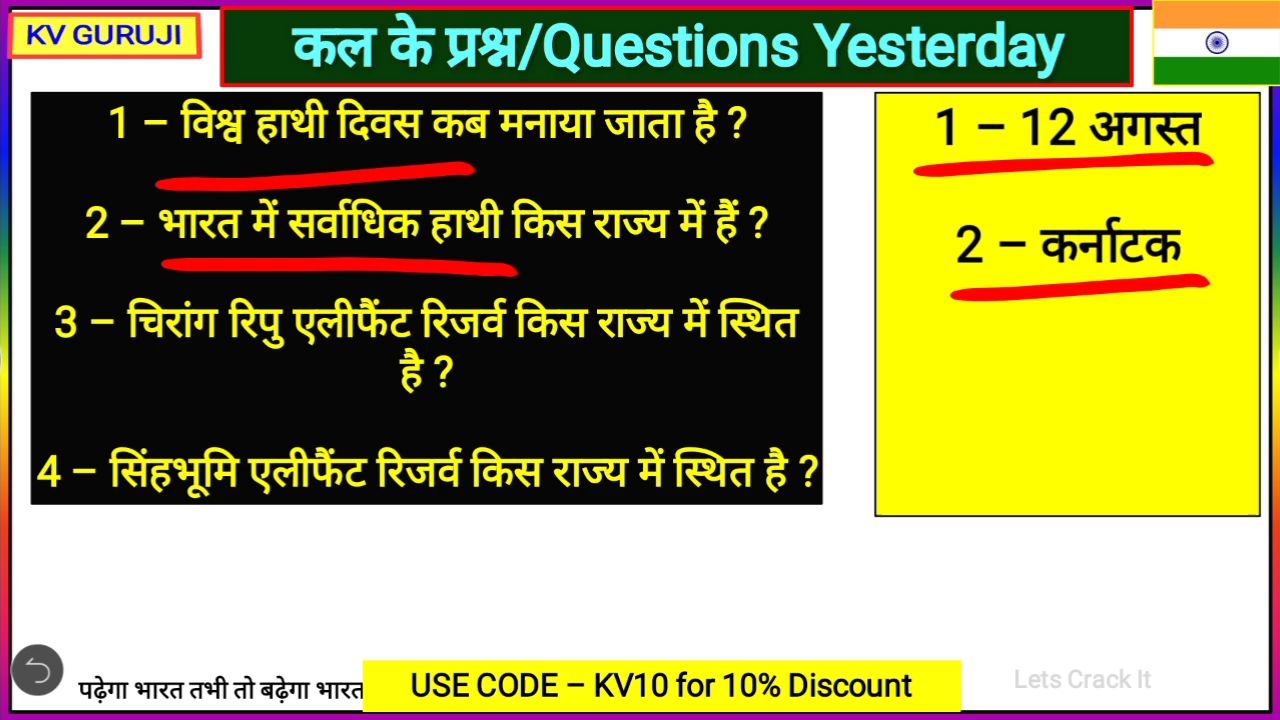 KV GURUJI
कल के प्रश्न/Questions Yesterday
1 – विश्व हाथी दिवस कब मनाया जाता है ?
2 – भारत में सर्वाधिक हाथी किस राज्य में हैं ?
3 – चिरांग रिपु एलीफैंट रिजर्व किस राज्य में स्थित
है ?
4 – सिंहभूमि एलीफैंट रिजर्व किस राज्य में स्थित है ?
1 – 12 अगस्त
2 – कर्नाटक
पढ़ेगा भारत तभी तो बढ़ेगा भारत
USE CODE – KV10 for 10% Discount
Lets Crack It